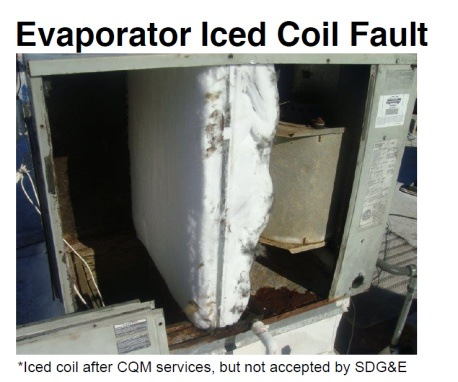 Evaporator Iced Coil Fault
*Iced coil after CQM services, but not accepted by SDG&E